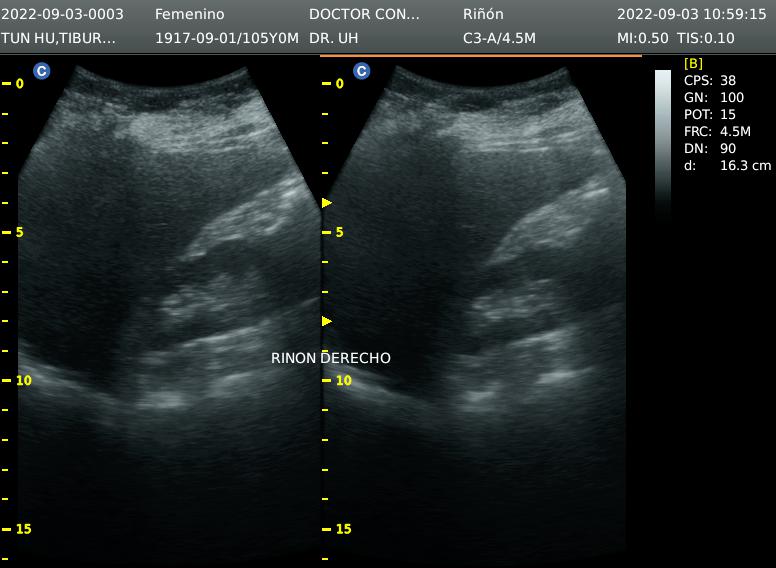 2022-09-03-0003 Femenino DOCTOR CON... Riñón 2022-09-03 10:59:15
TUN HU,TIBUR... 1917-09-01/105Y0M DR. UH C3-A/4.5M MI:0.50 TIS:0.10
C
C
[B]
CPS: 38
GN: 100
POT: 15
FRC: 4.5M
DN: 90
d: 16.3 cm
0
5
10
15
0
5
10
15
RINON DERECHO